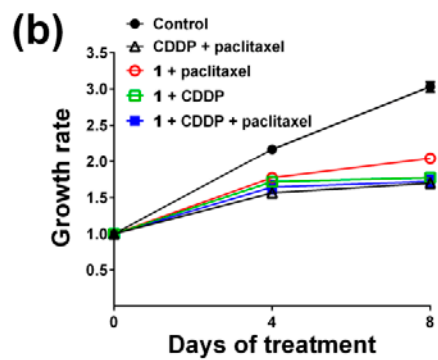 (b)
Control
CDDP + paclitaxel
1 + paclitaxel
1 + CDDP
1 + CDDP + paclitaxel
Growth rate
3.5
3.0
2.5
2.0
1.5
1.0
0.5
0
4
8
Days of treatment